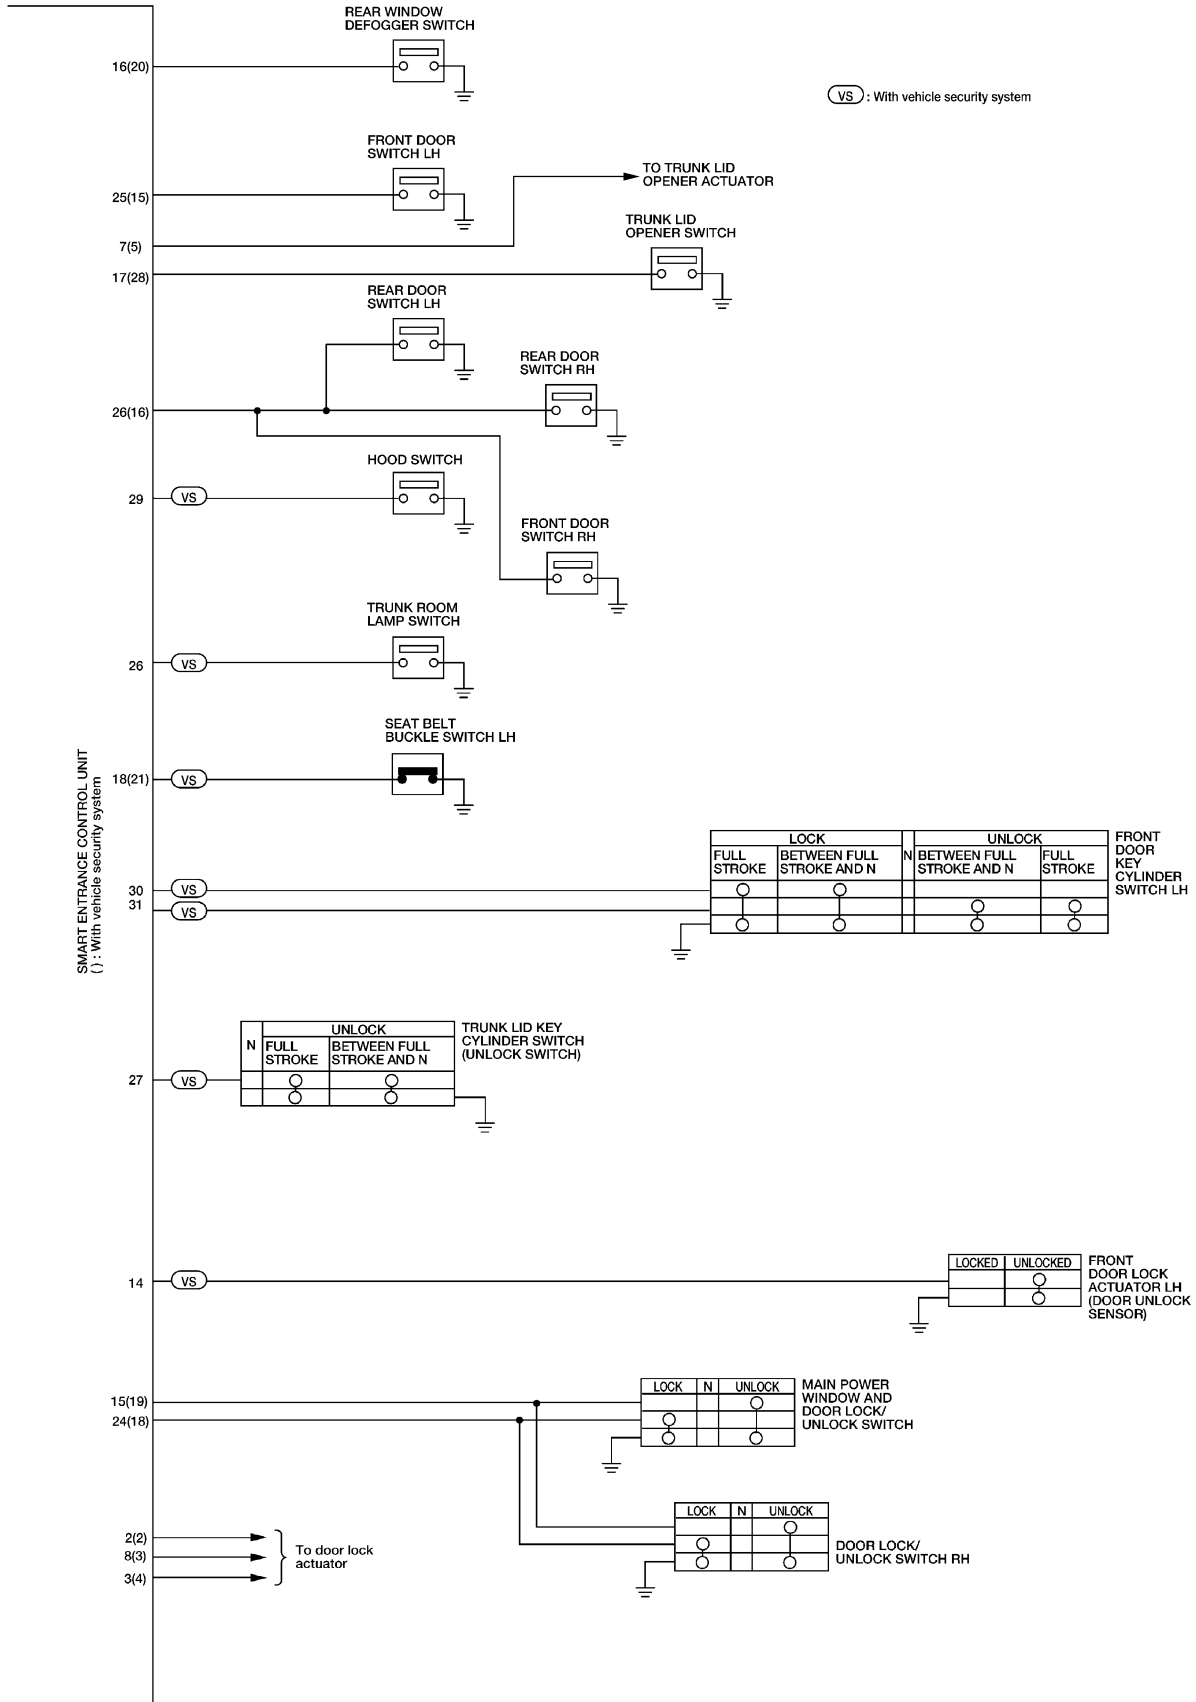 REAR WINDOW
DEFOGGER SWITCH
16(20)
VS : With vehicle security system
FRONT DOOR
SWITCH LH
25(15)
TO TRUNK LID
OPENER ACTUATOR
7(5)
TRUNK LID
OPENER SWITCH
17(28)
REAR DOOR
SWITCH LH
REAR DOOR
SWITCH RH
26(16)
HOOD SWITCH
29 VS
FRONT DOOR
SWITCH RH
TRUNK ROOM
LAMP SWITCH
26 VS
SEAT BELT
BUCKLE SWITCH LH
18(21) VS
SMART ENTRANCE CONTROL UNIT
( ) : With vehicle security system
LOCK UNLOCK
FULL
STROKE
BETWEEN FULL
STROKE AND N
N
BETWEEN FULL
STROKE AND N
FULL
STROKE
FRONT
DOOR
KEY
CYLINDER
SWITCH LH
30 VS
31 VS
N
UNLOCK
FULL
STROKE
BETWEEN FULL
STROKE AND N
TRUNK LID KEY
CYLINDER SWITCH
(UNLOCK SWITCH)
27 VS
14 VS
LOCKED UNLOCKED
FRONT
DOOR LOCK
ACTUATOR LH
(DOOR UNLOCK
SENSOR)
15(19)
24(18)
LOCK N UNLOCK
MAIN POWER
WINDOW AND
DOOR LOCK/
UNLOCK SWITCH
LOCK N UNLOCK
DOOR LOCK/
UNLOCK SWITCH RH
2(2)
8(3)
3(4)
To door lock
actuator